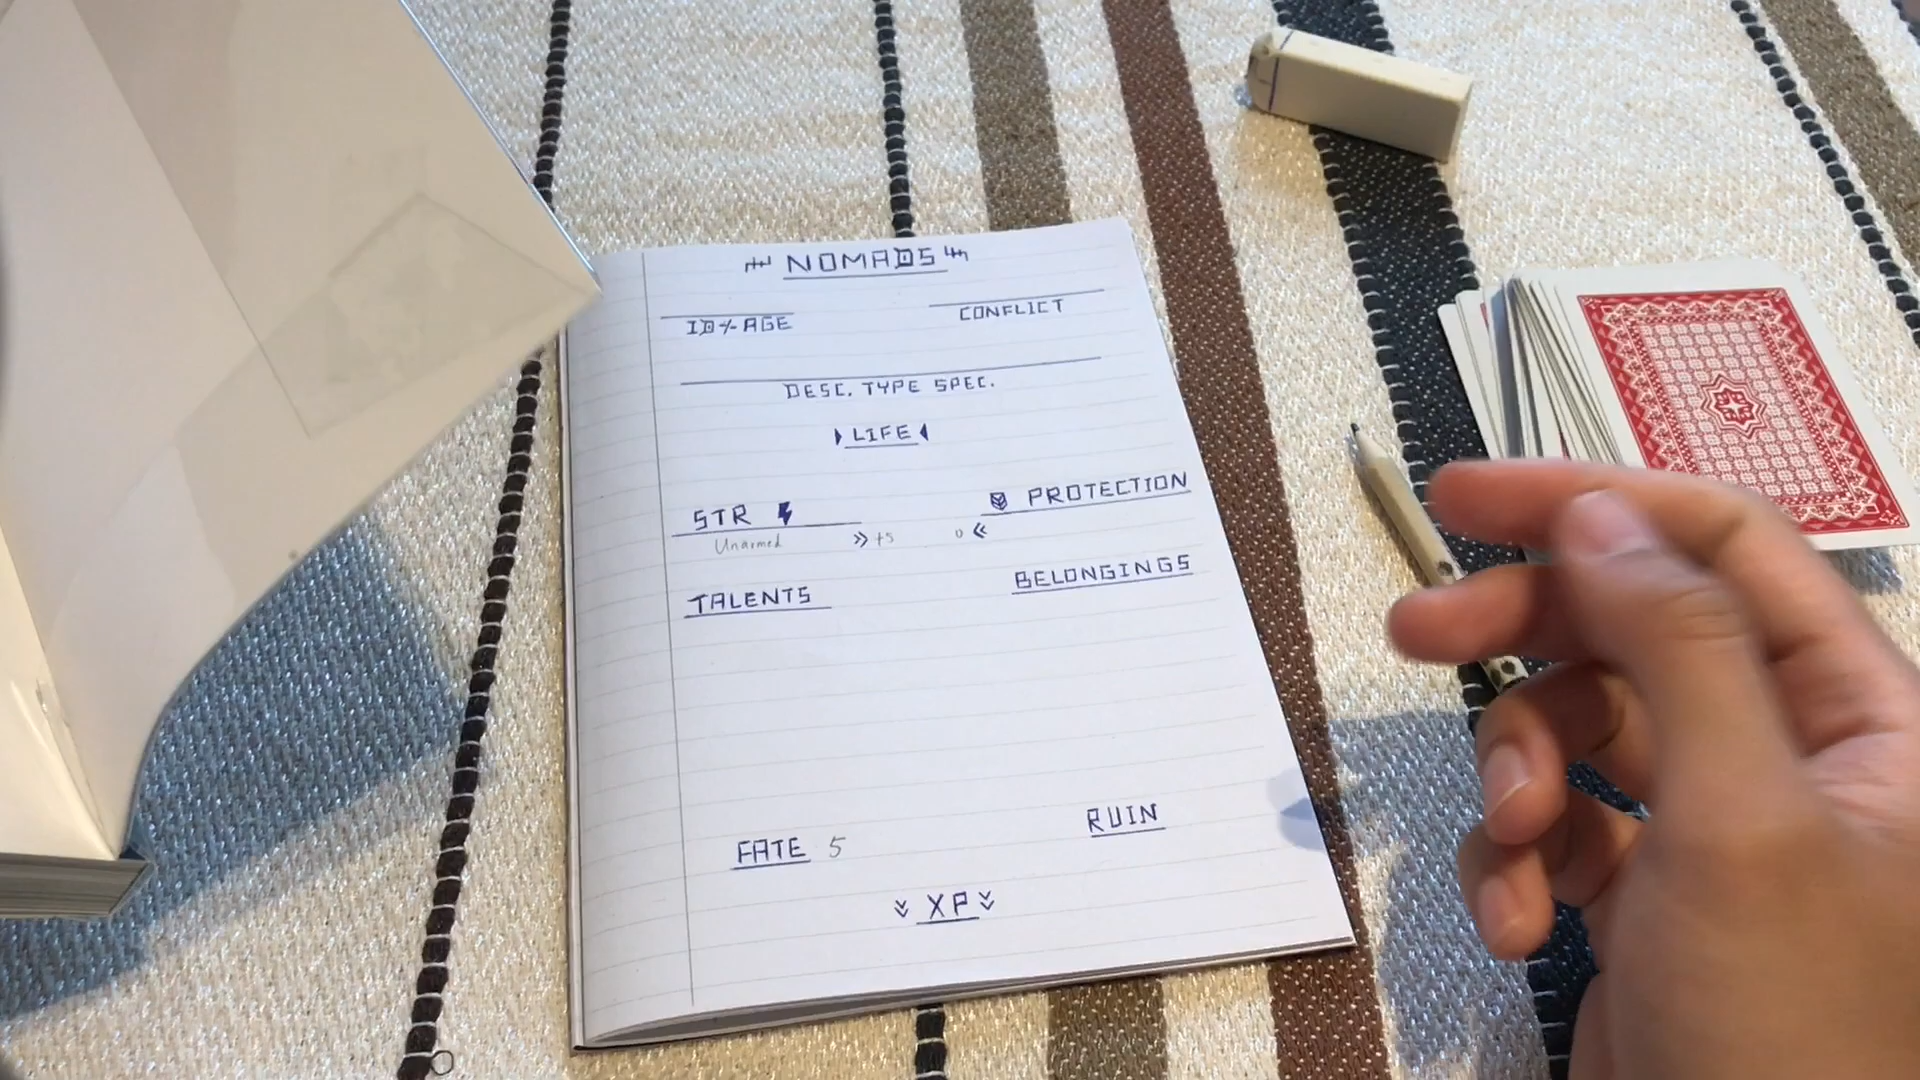 NOMADS
ID/AGE
CONFLICT
DESC. TYPE SPEC.
LIFE
STR
PROTECTION
Unarmed >> +5
0 <<
TALENTS
BELONGINGS
FATE 5
RUIN
XP